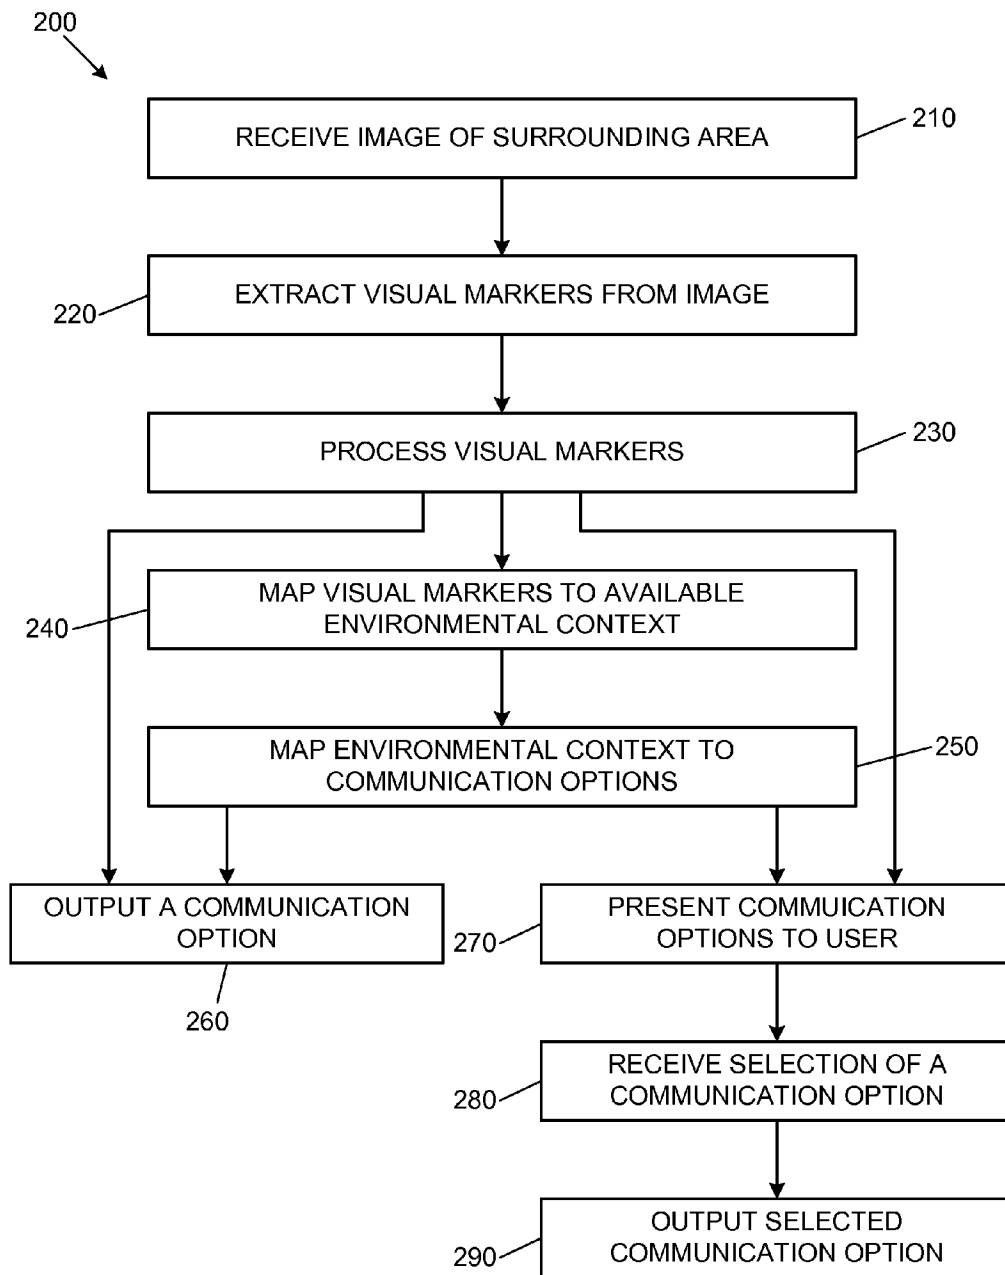 200
RECEIVE IMAGE OF SURROUNDING AREA
210
EXTRACT VISUAL MARKERS FROM IMAGE
220
PROCESS VISUAL MARKERS
230
MAP VISUAL MARKERS TO AVAILABLE
ENVIRONMENTAL CONTEXT
240
MAP ENVIRONMENTAL CONTEXT TO
COMMUNICATION OPTIONS
250
OUTPUT A COMMUNICATION
OPTION
260
PRESENT COMMUICATION
OPTIONS TO USER
270
RECEIVE SELECTION OF A
COMMUNICATION OPTION
280
OUTPUT SELECTED
COMMUNICATION OPTION
290